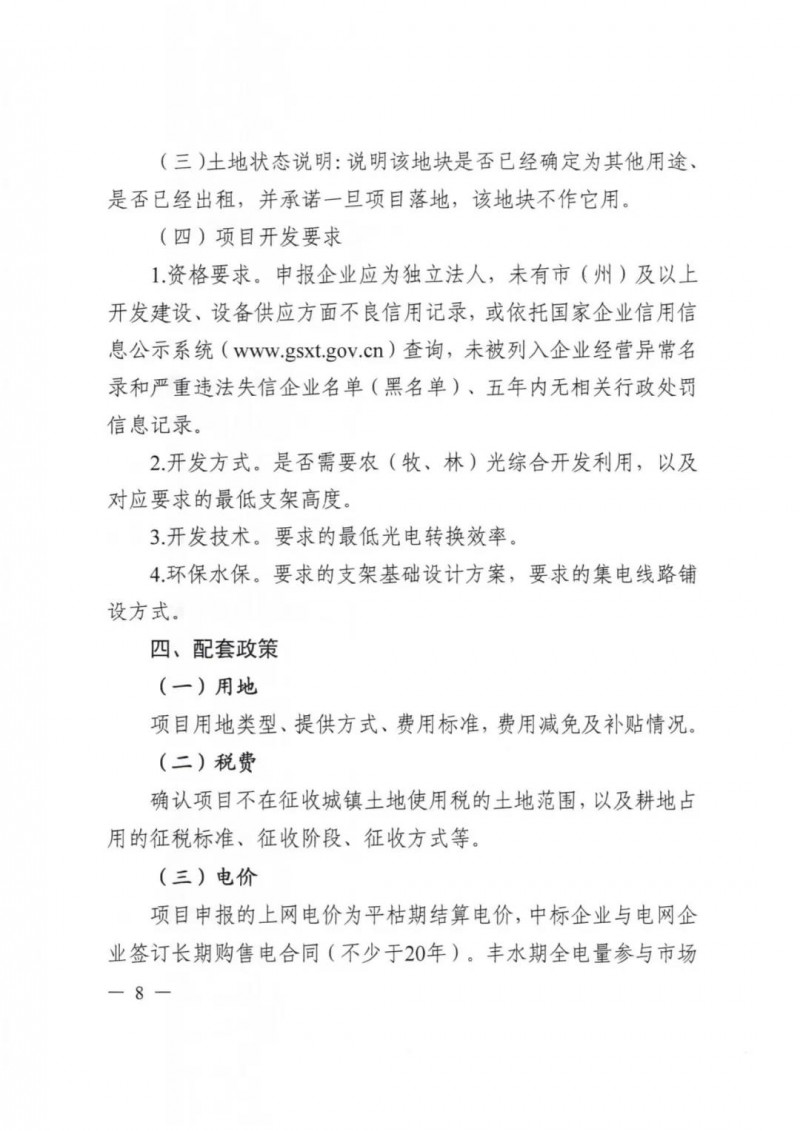 （三）土地状态说明：说明该地块是否已经确定为其他用途、
是否已经出租，并承诺一旦项目落地，该地块不作它用。
（四）项目开发要求
1.资格要求。申报企业应为独立法人，未有市（州）及以上
开发建设、设备供应方面不良信用记录，或依托国家企业信用信
息公示系统（www.gsxt.gov.cn）查询，未被列入企业经营异常名
录和严重违法失信企业名单（黑名单）、五年内无相关行政处罚
信息记录。
2.开发方式。是否需要农（牧、林）光综合开发利用，以及
对应要求的最低支架高度。
3.开发技术。要求的最低光电转换效率。
4.环保水保。要求的支架基础设计方案，要求的集电线路铺
设方式。
四、配套政策
（一）用地
项目用地类型、提供方式、费用标准，费用减免及补贴情况。
（二）税费
确认项目不在征收城镇土地使用税的土地范围，以及耕地占
用的征税标准、征收阶段、征收方式等。
（三）电价
项目申报的上网电价为平枯期结算电价，中标企业与电网企
业签订长期购售电合同（不少于20年）。丰水期全电量参与市场
— 8 —